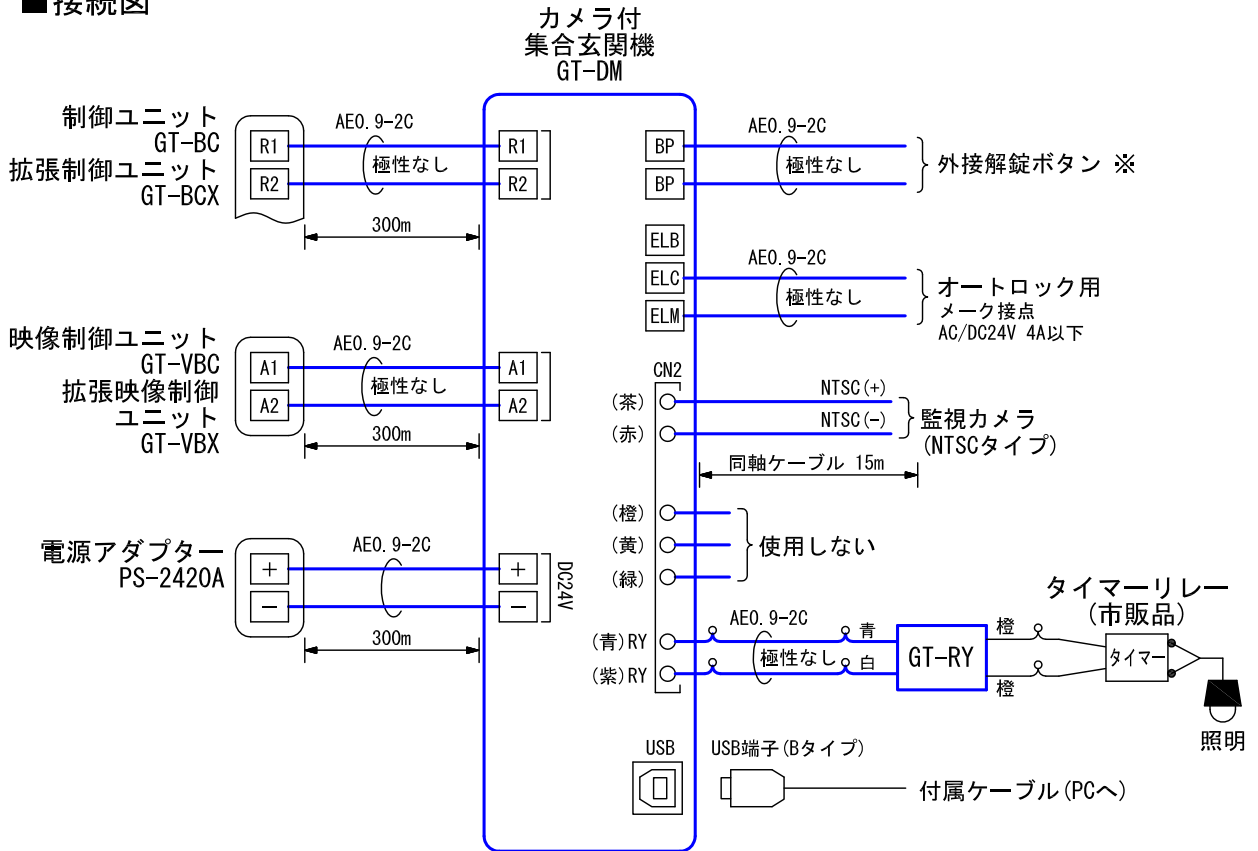 ■接続図
カメラ付
集合玄関機
GT-DM
制御ユニット
GT-BC
拡張制御ユニット
GT-BCX
R1
R2
AE0.9-2C
極性なし
300m
R1
R2
映像制御ユニット
GT-VBC
拡張映像制御
ユニット
GT-VBX
A1
A2
AE0.9-2C
極性なし
300m
A1
A2
電源アダプター
PS-2420A
+
−
AE0.9-2C
300m
+
−
DC24V
BP
BP
AE0.9-2C
極性なし
外接解錠ボタン ※
ELB
ELC
ELM
AE0.9-2C
極性なし
オートロック用
メーク接点
AC/DC24V 4A以下
CN2
(茶)
(赤)
NTSC(+)
NTSC(−)
監視カメラ
(NTSCタイプ)
同軸ケーブル 15m
(橙)
(黄)
(緑)
使用しない
(青)RY
(紫)RY
AE0.9-2C
極性なし
青
白
GT-RY
橙
橙
タイマーリレー
(市販品)
タイマー
照明
USB
USB端子(Bタイプ)
付属ケーブル(PCへ)